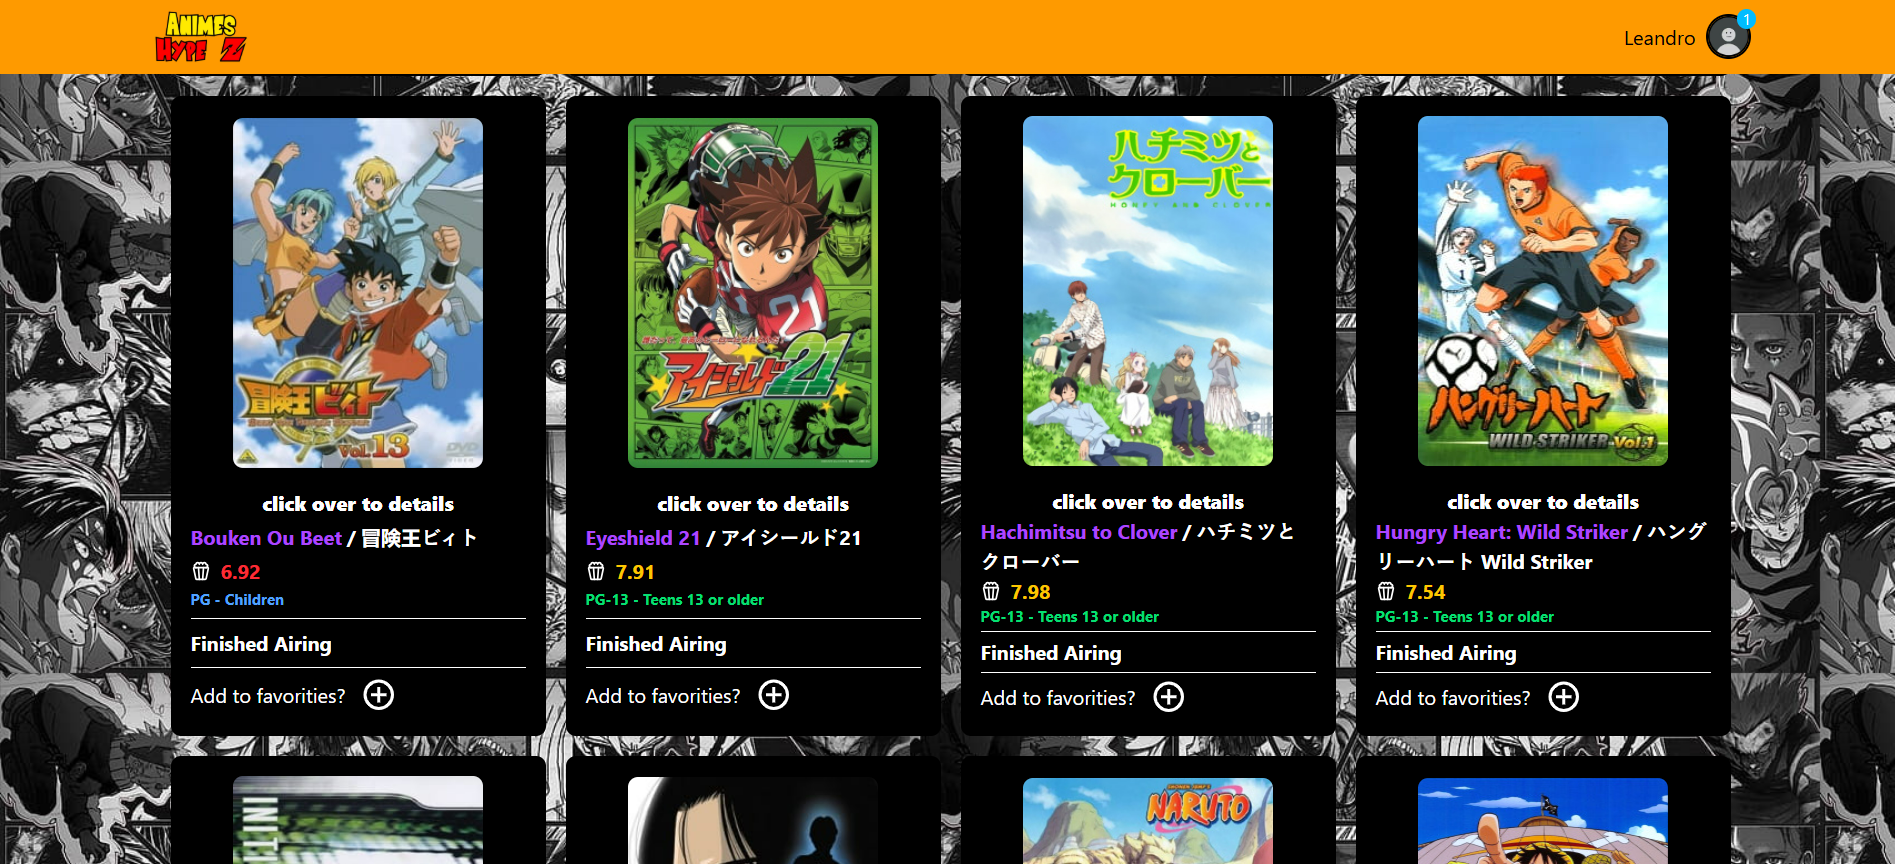 ANIMES
HYPE Z
Leandro
1
冒険王ビィト
Vol.13
DVD
21
アイシールド21
ハチミツと
クローバー
HONEY AND CLOVER
1
ハングリーハート
WILD STRIKER Vol.1
click over to details
Bouken Ou Beet / 冒険王ビィト
6.92
PG - Children
Finished Airing
Add to favorities?
click over to details
Eyeshield 21 / アイシールド21
7.91
PG-13 - Teens 13 or older
Finished Airing
Add to favorities?
click over to details
Hachimitsu to Clover / ハチミツと
クローバー
7.98
PG-13 - Teens 13 or older
Finished Airing
Add to favorities?
click over to details
Hungry Heart: Wild Striker / ハング
リーハート Wild Striker
7.54
PG-13 - Teens 13 or older
Finished Airing
Add to favorities?
SHONEN JUMP'S
NARUTO